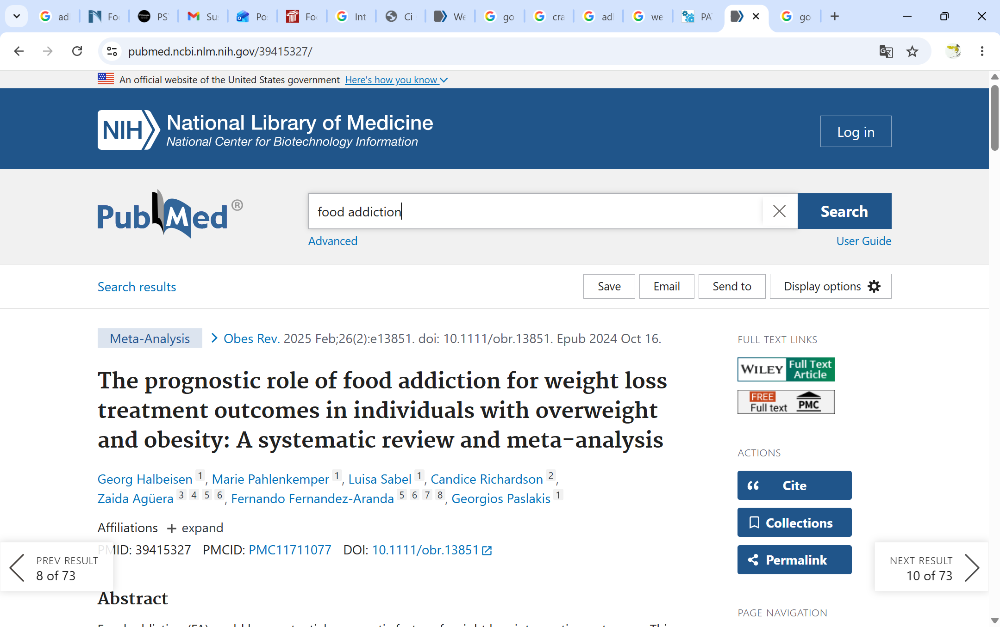 adl
Foo
PSY
Su
Po
Foo
Int
Ci s
We
go
cra
adl
we
PA
go
pubmed.ncbi.nlm.nih.gov/39415327/
An official website of the United States government Here's how you know
NIH National Library of Medicine
National Center for Biotechnology Information
Log in
PubMed®
food addiction
Search
Advanced
User Guide
Search results
Save
Email
Send to
Display options
Meta-Analysis
Obes Rev. 2025 Feb;26(2):e13851. doi: 10.1111/obr.13851. Epub 2024 Oct 16.
The prognostic role of food addiction for weight loss
treatment outcomes in individuals with overweight
and obesity: A systematic review and meta-analysis
Georg Halbeisen 1, Marie Pahlenkemper 1, Luisa Sabel 1, Candice Richardson 2,
Zaida Agüera 3 4 5 6, Fernando Fernandez-Aranda 5 6 7 8, Georgios Paslakis 1
Affiliations + expand
PMID: 39415327 PMCID: PMC11711077 DOI: 10.1111/obr.13851
PREV RESULT
8 of 73
Abstract
FULL TEXT LINKS
WILEY Full Text
Article
FREE
Full text PMC
ACTIONS
Cite
Collections
Permalink
NEXT RESULT
10 of 73
PAGE NAVIGATION